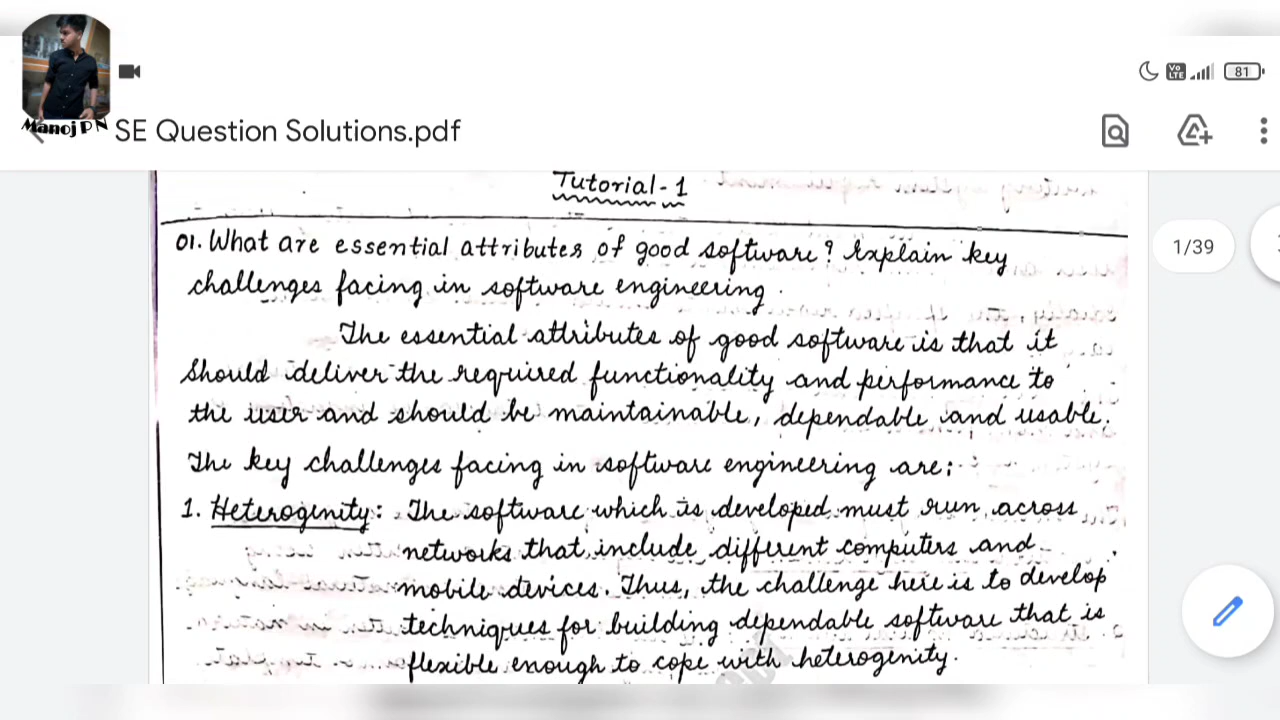 Vo
LTE
81
Manoj PN
SE Question Solutions.pdf
Tutorial-1
1/39
01. What are essential attributes of good software? Explain key
challenges facing in software engineering.
The essential attributes of good software is that it
should deliver the required functionality and performance to
the user and should be maintainable, dependable and usable.
The key challenges facing in software engineering are:
1. Heterogenity: The software which is developed must run across
networks that include different computers and
mobile devices. Thus, the challenge here is to develop
techniques for building dependable software that is
flexible enough to cope with heterogenity.